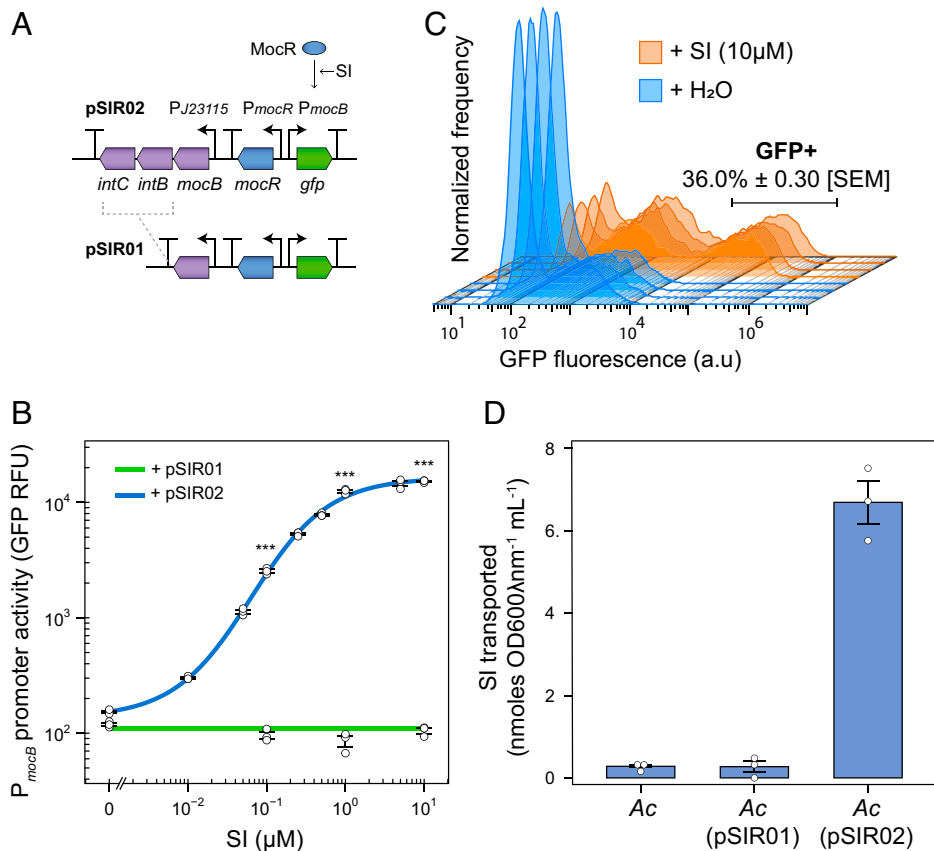 A
MocR
SI
pSIR02
PJ23115
PmocR
PmocB
intC
intB
mocB
mocR
gfp
pSIR01
B
PmocB promoter activity (GFP RFU)
+ pSIR01
+ pSIR02
***
***
***
10⁴
10³
10²
0
10⁻²
10⁻¹
10⁰
10¹
SI (µM)
C
Normalized frequency
+ SI (10µM)
+ H₂O
GFP+
36.0% ± 0.30 [SEM]
10¹
10²
10⁴
10⁶
GFP fluorescence (a.u)
D
SI transported
(nmoles OD600λnm⁻¹ mL⁻¹)
8
6
4
2
0
Ac
Ac
(pSIR01)
Ac
(pSIR02)